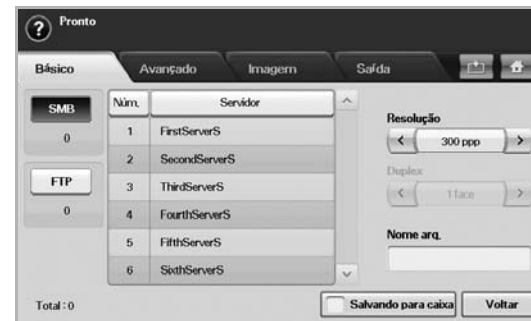 Pronto
Básico Avançado Imagem Saída
SMB
0
FTP
0
Núm. Servidor
1 FirstServerS
2 SecondServerS
3 ThirdServerS
4 FourthServerS
5 FifthServerS
6 SixthServerS
Resolução
300 ppp
Duplex
1 face
Nome arq.
Total : 0
Salvando para caixa
Voltar